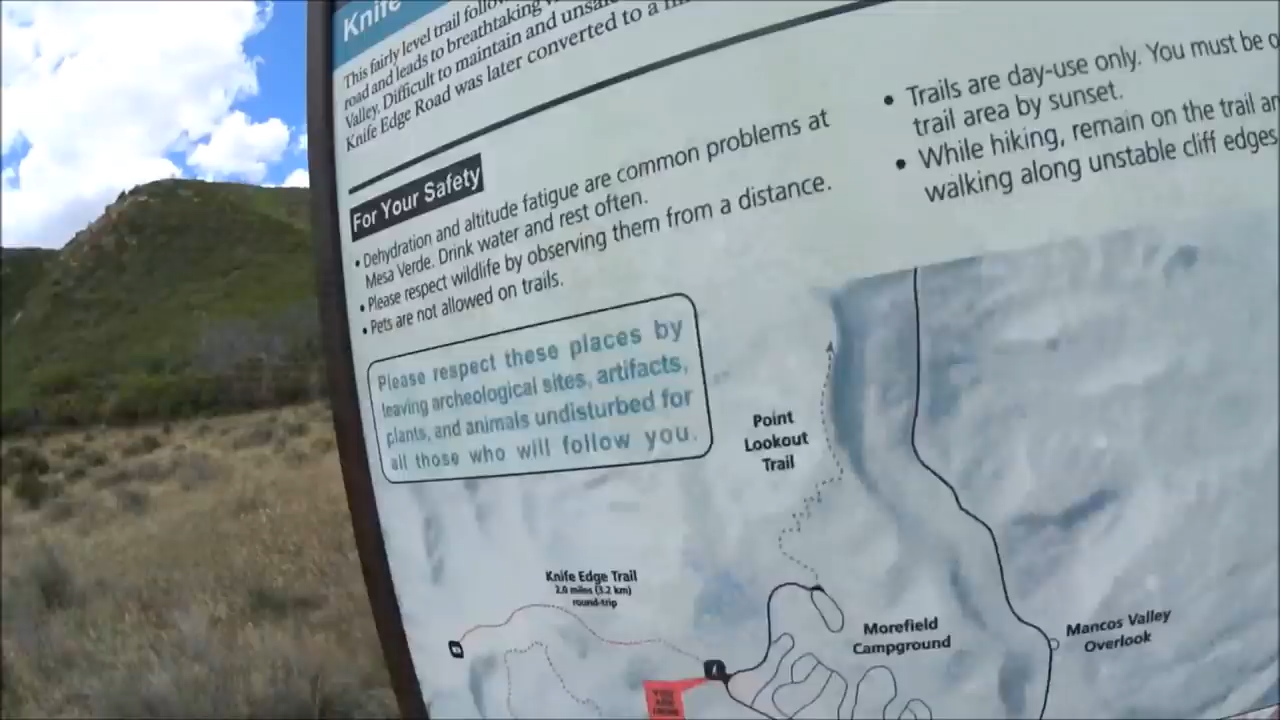 Knife
This fairly level trail follow
road and leads to breathtaking
Valley. Difficult to maintain and unsafe
Knife Edge Road was later converted to a
For Your Safety
• Dehydration and altitude fatigue are common problems at
Mesa Verde. Drink water and rest often.
• Please respect wildlife by observing them from a distance.
• Pets are not allowed on trails.
• Trails are day-use only. You must be o
trail area by sunset.
• While hiking, remain on the trail an
walking along unstable cliff edges
Please respect these places by
leaving archeological sites, artifacts,
plants, and animals undisturbed for
all those who will follow you.
Point
Lookout
Trail
Knife Edge Trail
2.0 miles (3.2 km)
round-trip
Morefield
Campground
Mancos Valley
Overlook
YOU
ARE
HERE